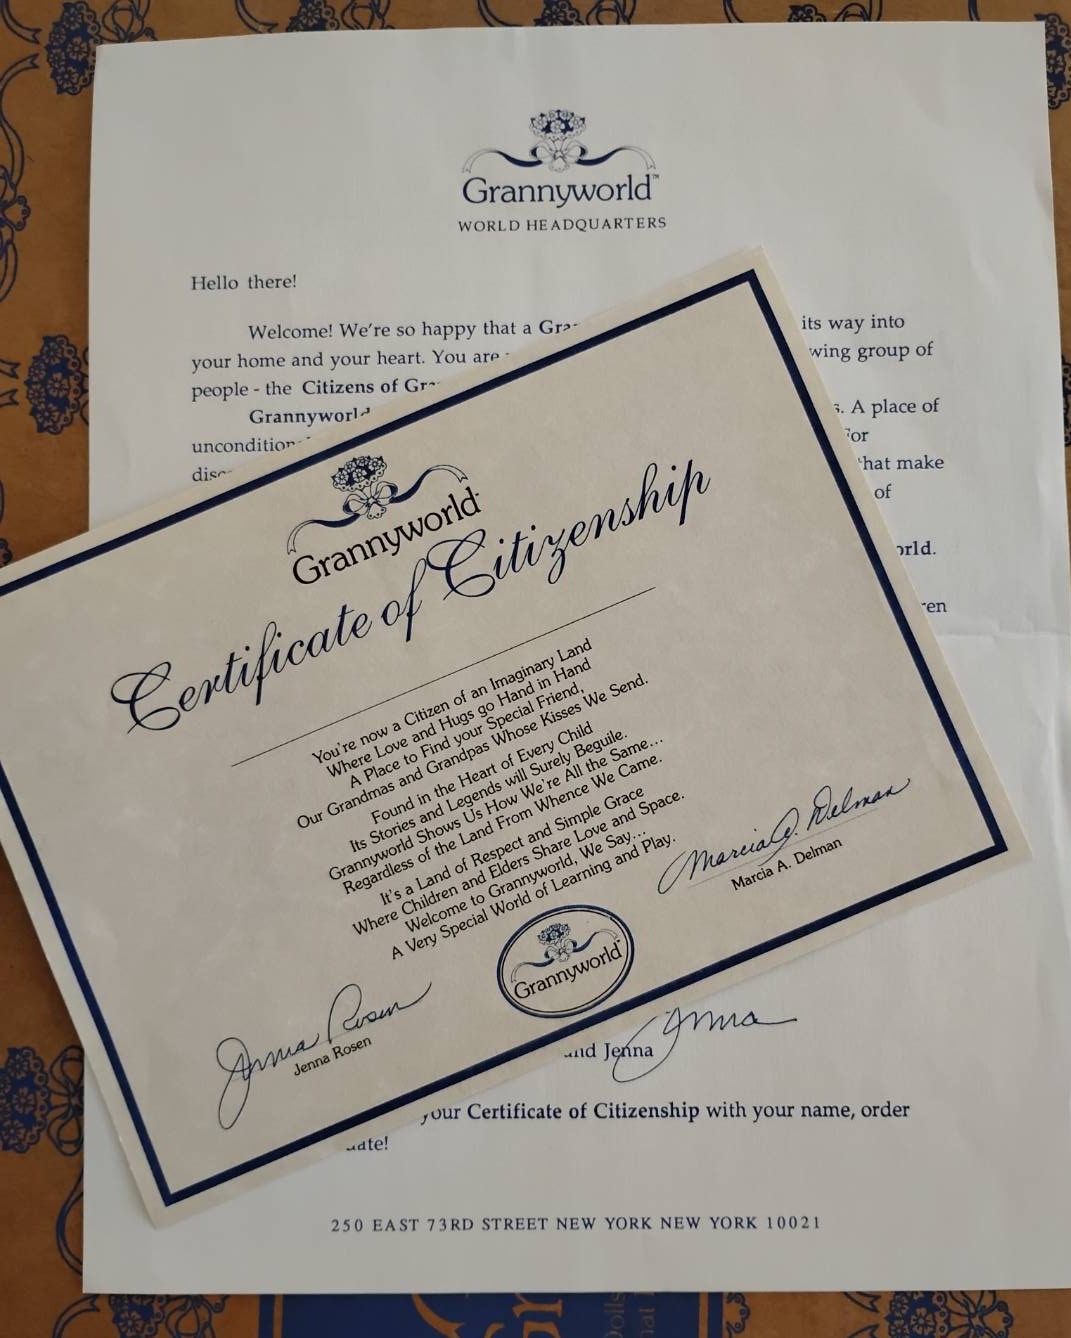 Grannyworld™
WORLD HEADQUARTERS
Hello there!
Welcome! We're so happy that a its way into
your home and your heart. You are group of
people - the Citizens of
Grannyworld . A place of
For
that make
of
ren
Grannyworld
Certificate of Citizenship
You're now a Citizen of an Imaginary Land
Where Love and Hugs go Hand in Hand
A Place to Find your Special Friend,
Our Grandmas and Grandpas Whose Kisses We Send.
Found in the Heart of Every Child
Its Stories and Legends will Surely Beguile.
Grannyworld Shows Us How We're All the Same...
Regardless of the Land From Whence We Came.
It's a Land of Respect and Simple Grace
Where Children and Elders Share Love and Space.
Welcome to Grannyworld, We Say...
A Very Special World of Learning and Play.
Marcia A. Delman
Marcia A. Delman
Grannyworld
Jenna Rosen
Jenna Rosen
Jenna
and Jenna
your Certificate of Citizenship with your name, order
date!
250 EAST 73RD STREET NEW YORK NEW YORK 10021